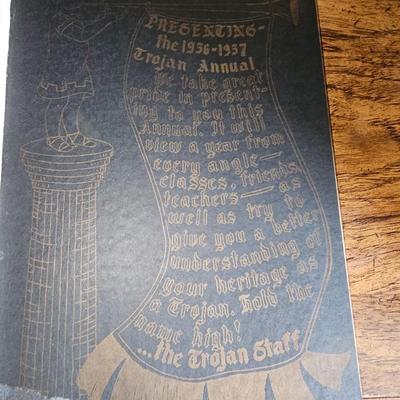 PRESENTING-
the 1936-1937
Trojan Annual
We take great
pride in present-
ing to you this
Annual. It will
view a year from
every angle—
classes, friends,
teachers — as
well as try to
give you a better
understanding of
your heritage as
a Trojan. Hold the
name high!
...the Trojan Staff